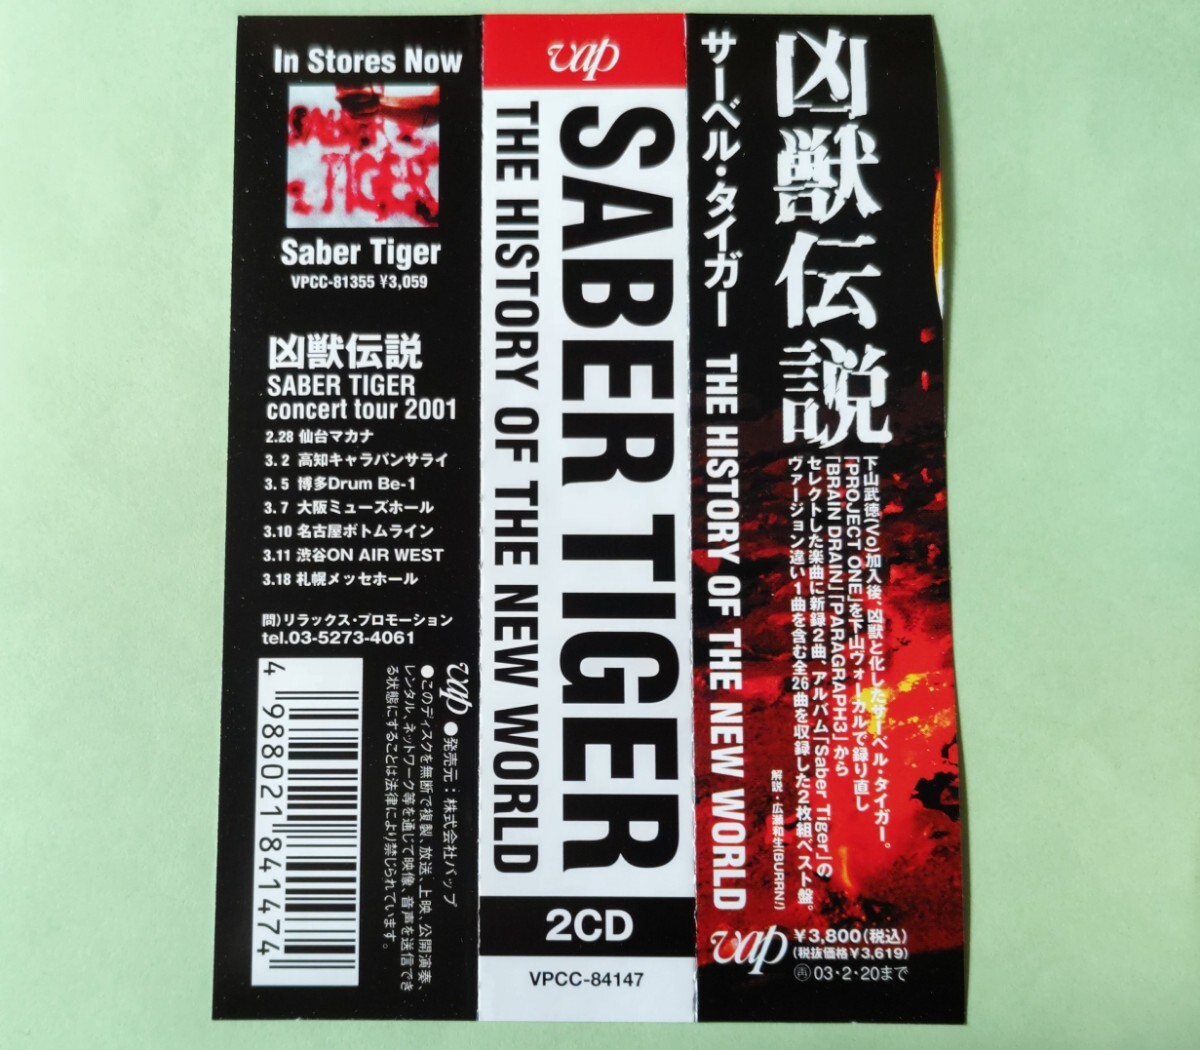 In Stores Now
SABER
TIGER
Saber Tiger
VPCC-81355 ¥3,059
凶獣伝説
SABER TIGER
concert tour 2001
2.28 仙台マカナ
3. 2 高知キャラバンサライ
3. 5 博多Drum Be-1
3. 7 大阪ミューズホール
3.10 名古屋ボトムライン
3.11 渋谷ON AIR WEST
3.18 札幌メッセホール
問)リラックス・プロモーション
tel.03-5273-4061
vap ●発売元：株式会社バップ
●このディスクを無断で複製、放送、上映、公開演奏、
レンタル、ネットワーク等を通じて映像、音声を送信でき
る状態にすることは法律により禁じられています。
4 988021 841474
vap
SABER TIGER
THE HISTORY OF THE NEW WORLD
2CD
VPCC-84147
凶獣伝説
サーベル・タイガー THE HISTORY OF THE NEW WORLD
下山武徳(Vo)加入後、凶獣と化したサーベル・タイガー。
「PROJECT ONE」を下山ヴォーカルで録り直し
「BRAIN DRAIN」「PARAGRAPH3」から
セレクトした楽曲に新録2曲、アルバム「Saber Tiger」の
ヴァージョン違い1曲を含む全26曲を収録した2枚組ベスト盤。
解説・広瀬和生(BURRN!)
vap
¥3,800(税込)
(税抜価格¥3,619)
再 03・2・20まで